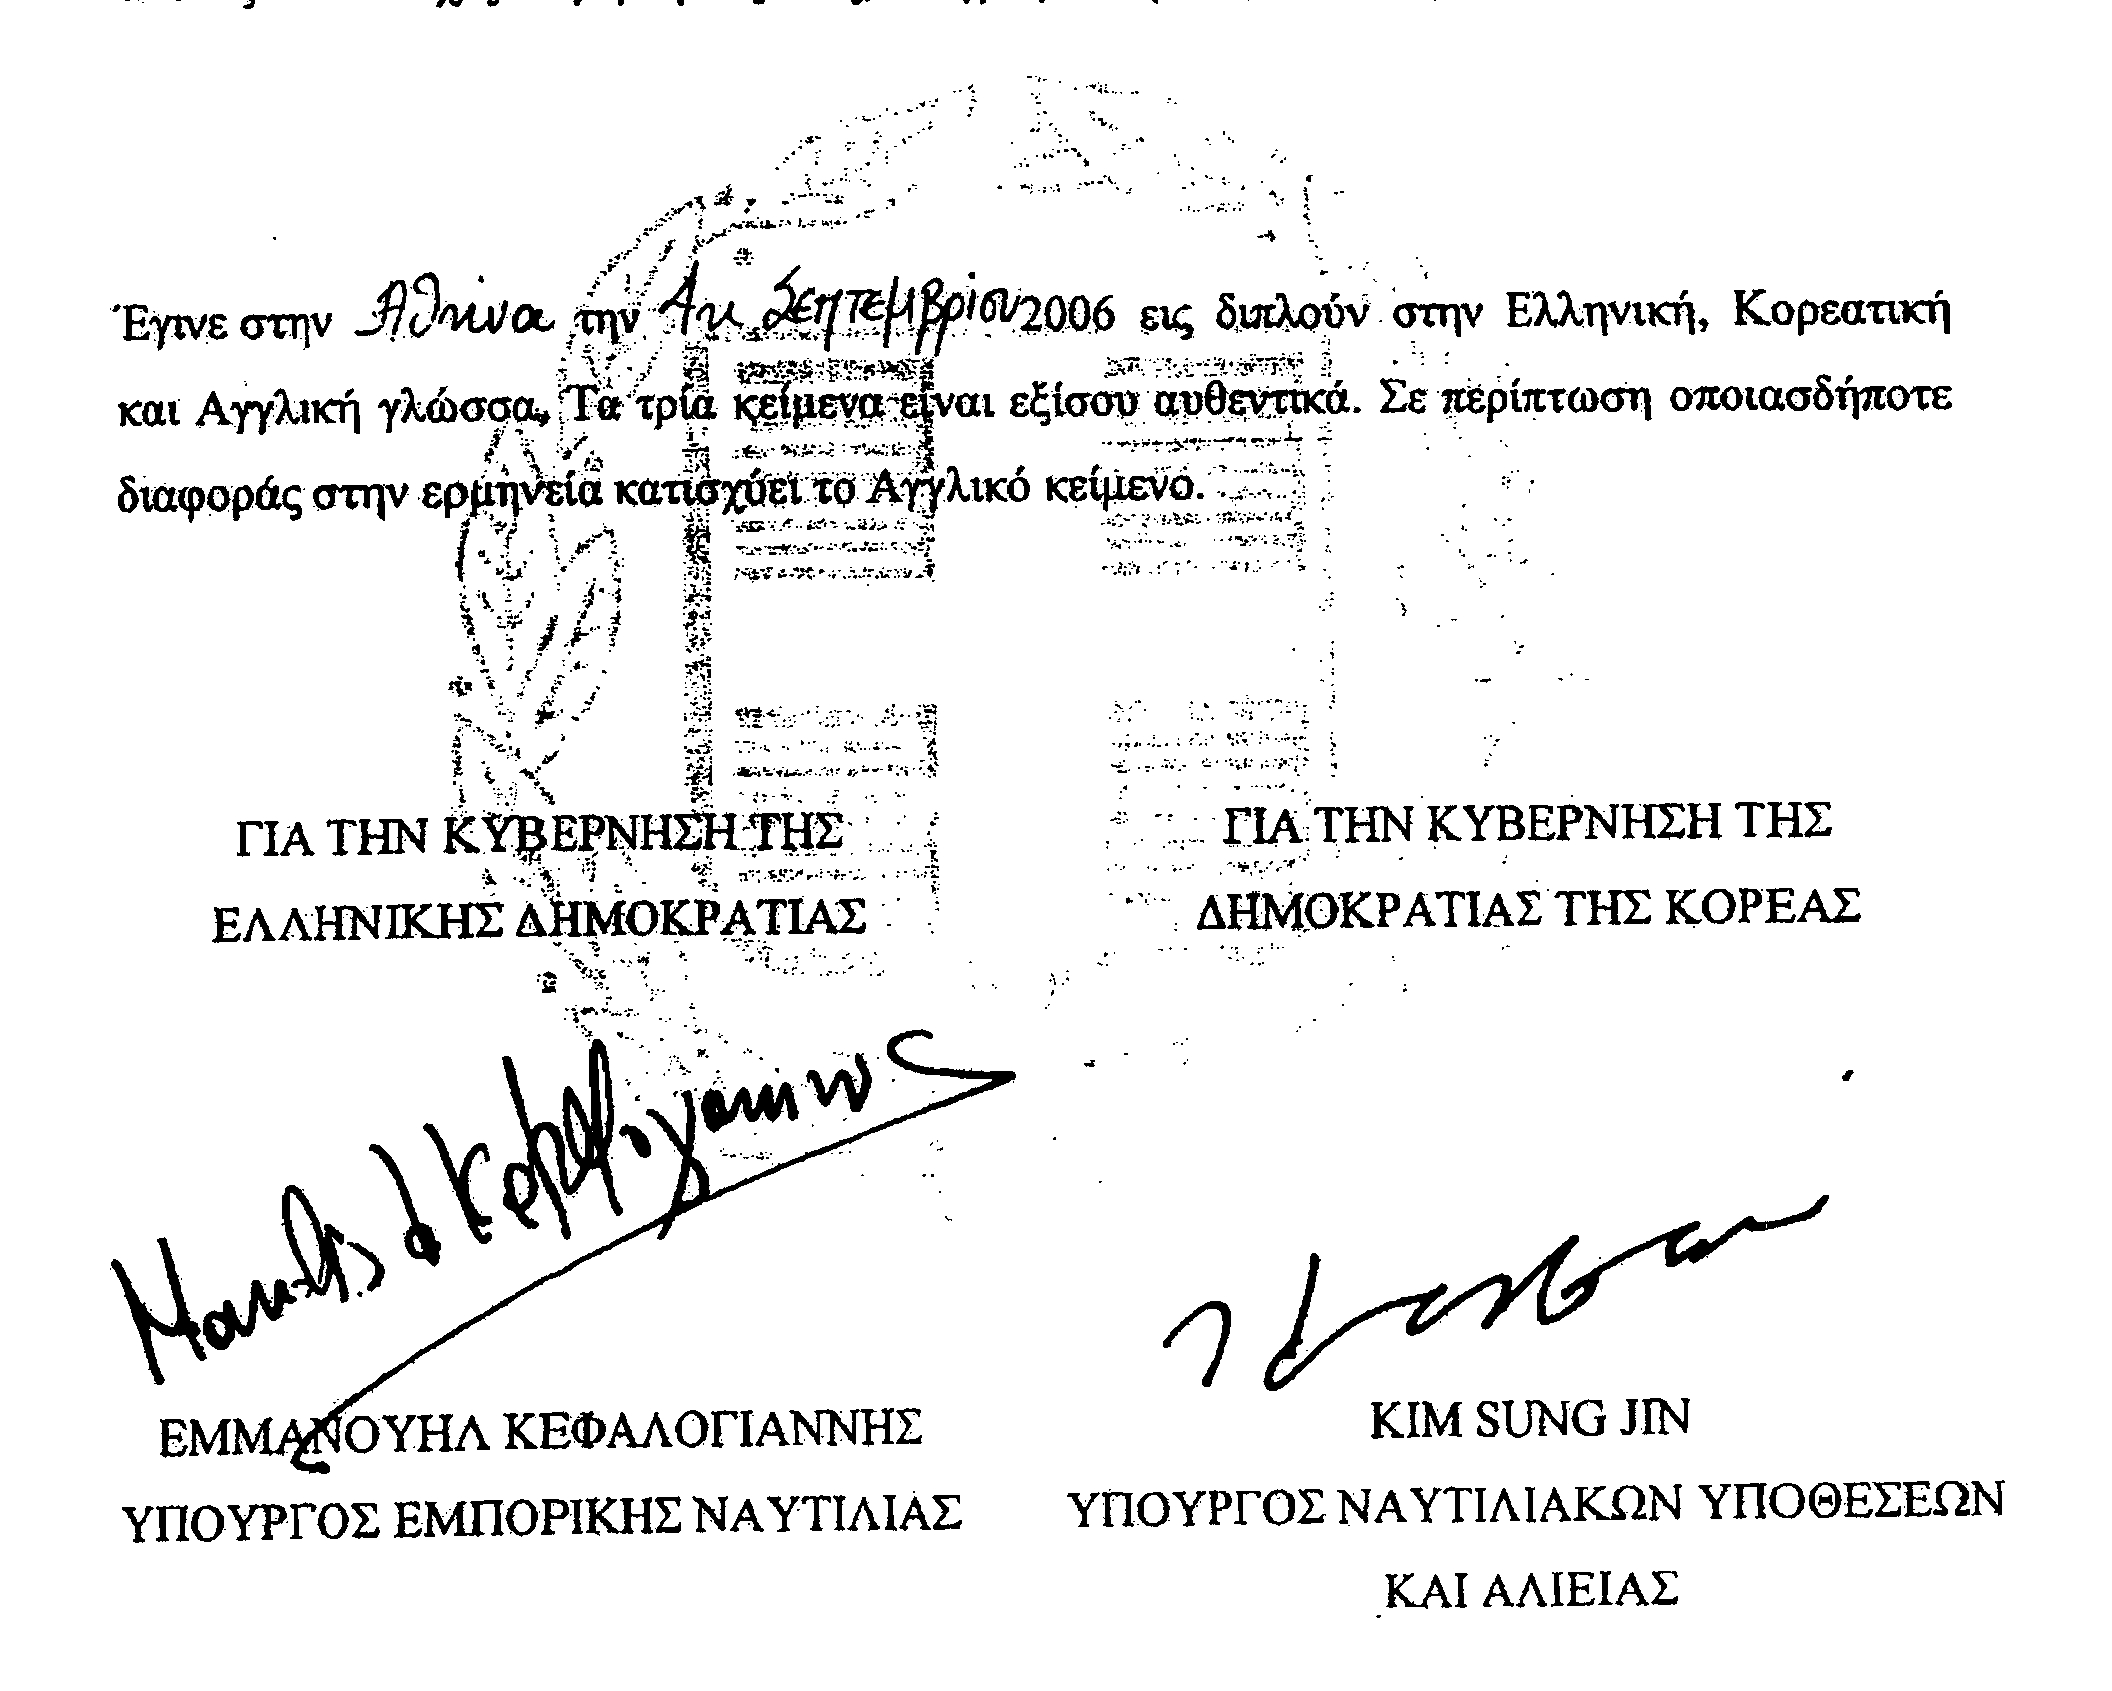 Έγινε στην Αθήνα την 4η Σεπτεμβρίου 2006 εις διπλούν στην Ελληνική, Κορεατική
και Αγγλική γλώσσα. Τα τρία κείμενα είναι εξίσου αυθεντικά. Σε περίπτωση οποιασδήποτε
διαφοράς στην ερμηνεία κατισχύει το Αγγλικό κείμενο.
ΓΙΑ ΤΗΝ ΚΥΒΕΡΝΗΣΗ ΤΗΣ
ΕΛΛΗΝΙΚΗΣ ΔΗΜΟΚΡΑΤΙΑΣ
ΓΙΑ ΤΗΝ ΚΥΒΕΡΝΗΣΗ ΤΗΣ
ΔΗΜΟΚΡΑΤΙΑΣ ΤΗΣ ΚΟΡΕΑΣ
ΕΜΜΑΝΟΥΗΛ ΚΕΦΑΛΟΓΙΑΝΝΗΣ
ΥΠΟΥΡΓΟΣ ΕΜΠΟΡΙΚΗΣ ΝΑΥΤΙΛΙΑΣ
KIM SUNG JIN
ΥΠΟΥΡΓΟΣ ΝΑΥΤΙΛΙΑΚΩΝ ΥΠΟΘΕΣΕΩΝ
ΚΑΙ ΑΛΙΕΙΑΣ